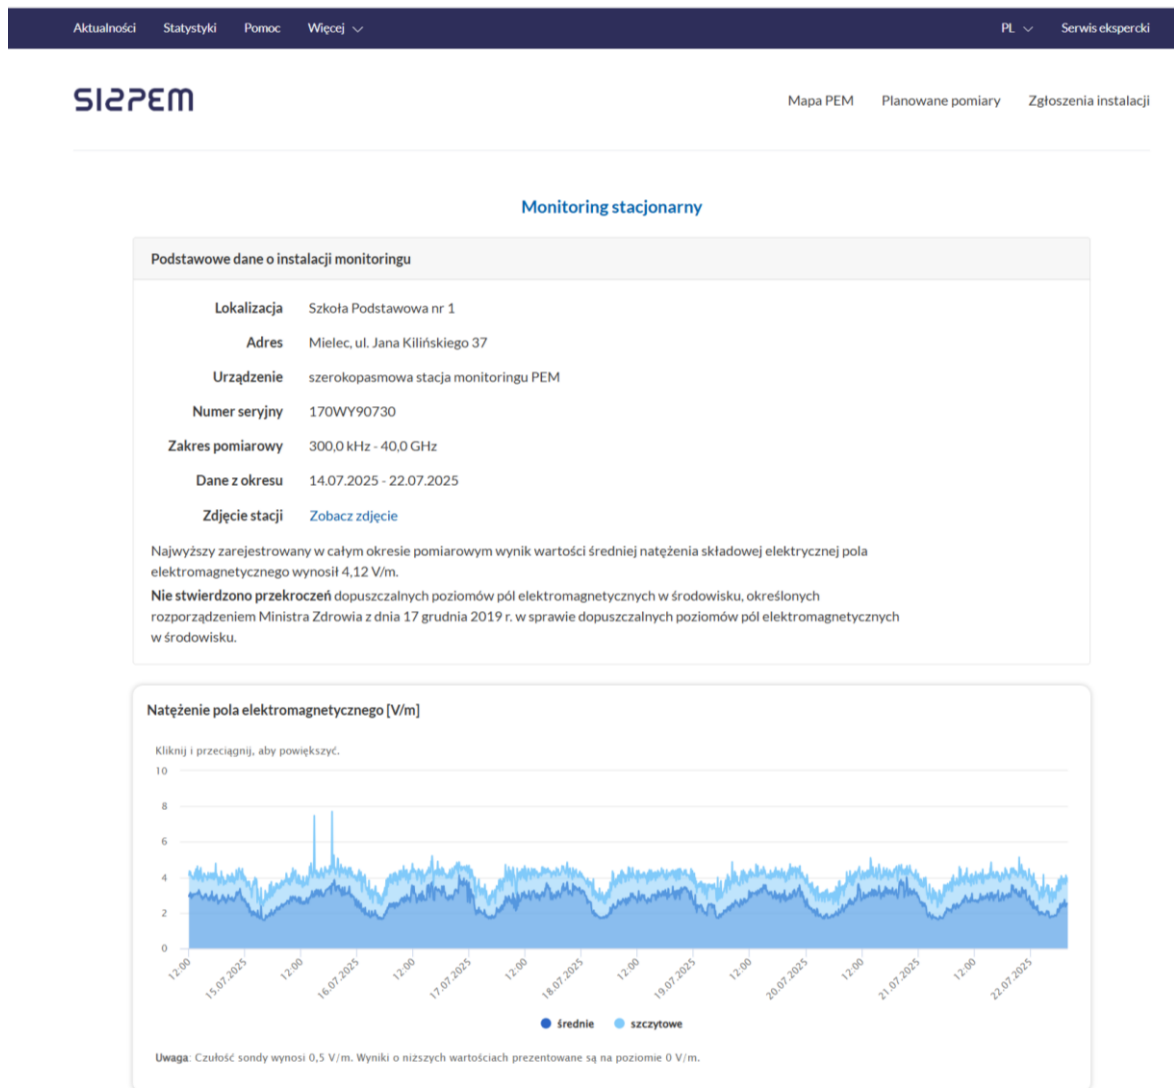 Aktualności Statystyki Pomoc Więcej PL Serwis ekspercki
SI2PEM
Mapa PEM Planowane pomiary Zgłoszenia instalacji
Monitoring stacjonarny
Podstawowe dane o instalacji monitoringu
Lokalizacja Szkoła Podstawowa nr 1
Adres Mielec, ul. Jana Kilińskiego 37
Urządzenie szerokopasmowa stacja monitoringu PEM
Numer seryjny 170WY90730
Zakres pomiarowy 300,0 kHz - 40,0 GHz
Dane z okresu 14.07.2025 - 22.07.2025
Zdjęcie stacji Zobacz zdjęcie
Najwyższy zarejestrowany w całym okresie pomiarowym wynik wartości średniej natężenia składowej elektrycznej pola
elektromagnetycznego wynosił 4,12 V/m.
Nie stwierdzono przekroczeń dopuszczalnych poziomów pól elektromagnetycznych w środowisku, określonych
rozporządzeniem Ministra Zdrowia z dnia 17 grudnia 2019 r. w sprawie dopuszczalnych poziomów pól elektromagnetycznych
w środowisku.
Natężenie pola elektromagnetycznego [V/m]
Kliknij i przeciągnij, aby powiększyć.
10
8
6
4
2
0
12:00 15.07.2025 12:00 16.07.2025 12:00 17.07.2025 12:00 18.07.2025 12:00 19.07.2025 12:00 20.07.2025 12:00 21.07.2025 12:00 22.07.2025
średnie szczytowe
Uwaga: Czułość sondy wynosi 0,5 V/m. Wyniki o niższych wartościach prezentowane są na poziomie 0 V/m.